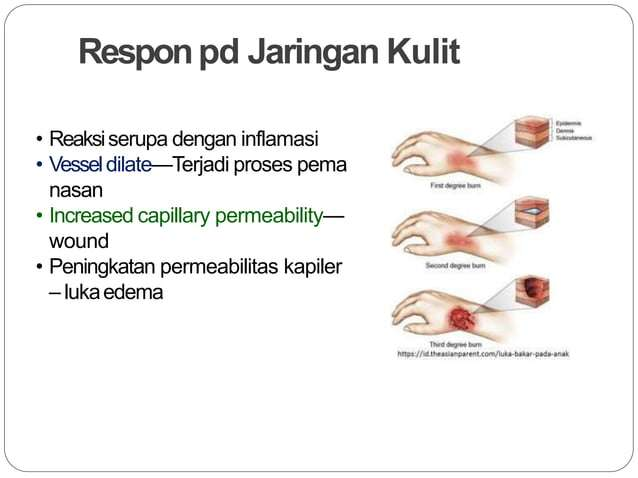 Respon pd Jaringan Kulit
• Reaksi serupa dengan inflamasi
• Vessel dilate—Terjadi proses pema
nasan
• Increased capillary permeability—
wound
• Peningkatan permeabilitas kapiler
– luka edema
Epidermis
Dermis
Subcutaneous
First degree burn
Second degree burn
Third degree burn
https://id.theasianparent.com/luka-bakar-pada-anak